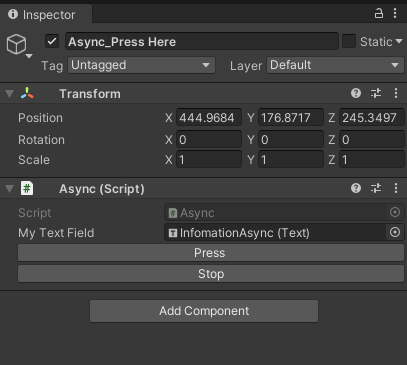 Inspector
Async_Press Here Static
Tag Untagged Layer Default
Transform
Position X 444.9684 Y 176.8717 Z 245.3497
Rotation X 0 Y 0 Z 0
Scale X 1 Y 1 Z 1
Async (Script)
Script Async
My Text Field InfomationAsync (Text)
Press
Stop
Add Component